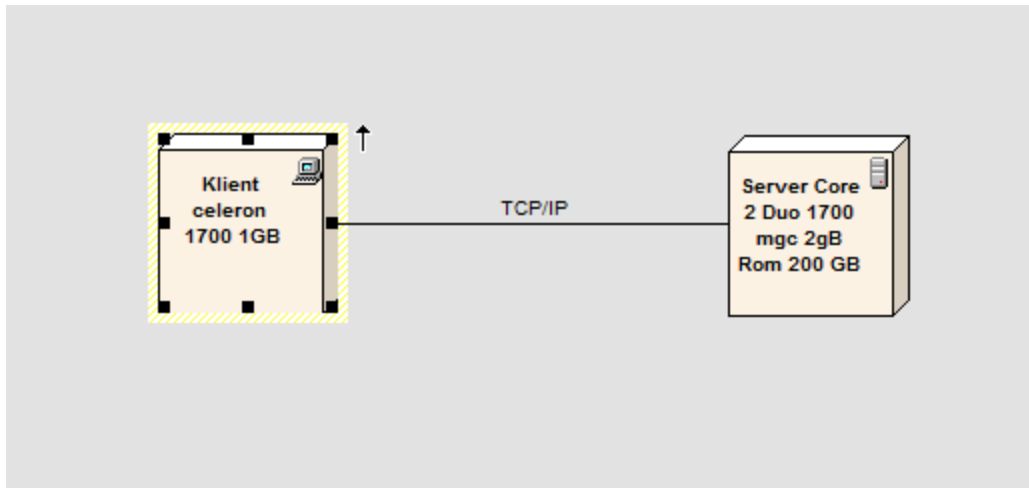 Klient
celeron
1700 1GB
TCP/IP
Server Core
2 Duo 1700
mgc 2gB
Rom 200 GB